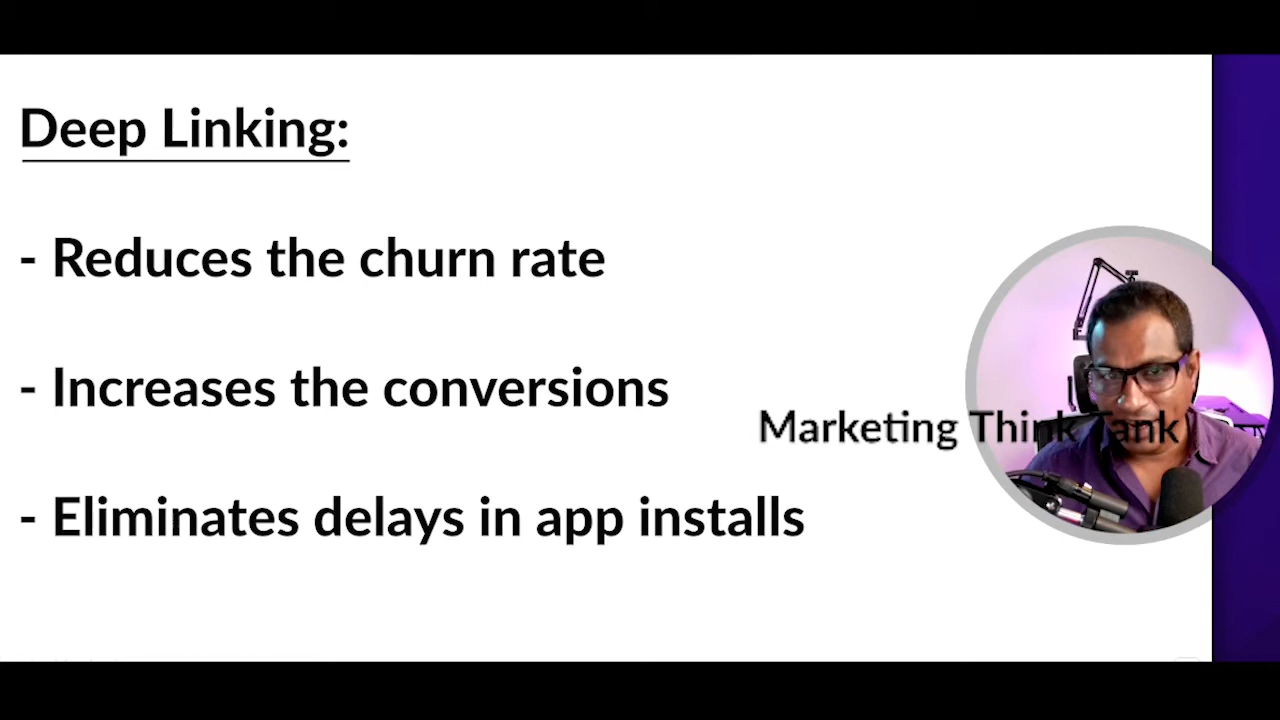 Deep Linking:
- Reduces the churn rate
- Increases the conversions
Marketing Think Tank
- Eliminates delays in app installs